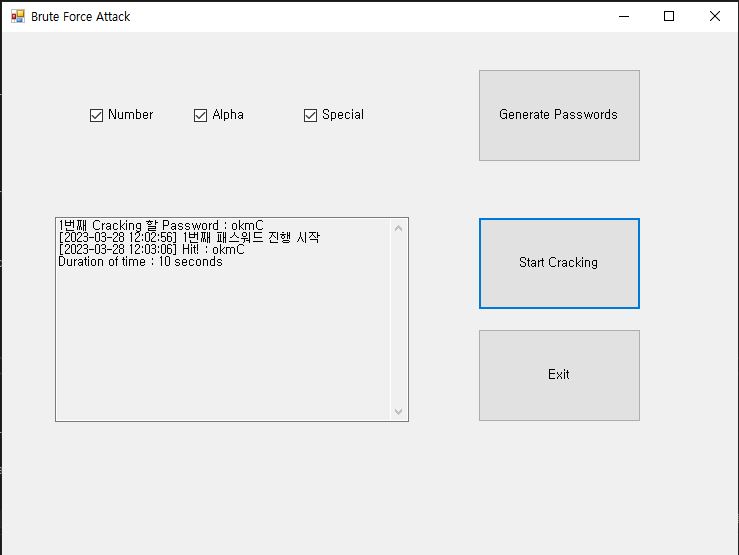 Brute Force Attack
Number
Alpha
Special
Generate Passwords
1번째 Cracking 할 Password : okmC
[2023-03-28 12:02:56] 1번째 패스워드 진행 시작
[2023-03-28 12:03:06] Hit! : okmC
Duration of time : 10 seconds
Start Cracking
Exit